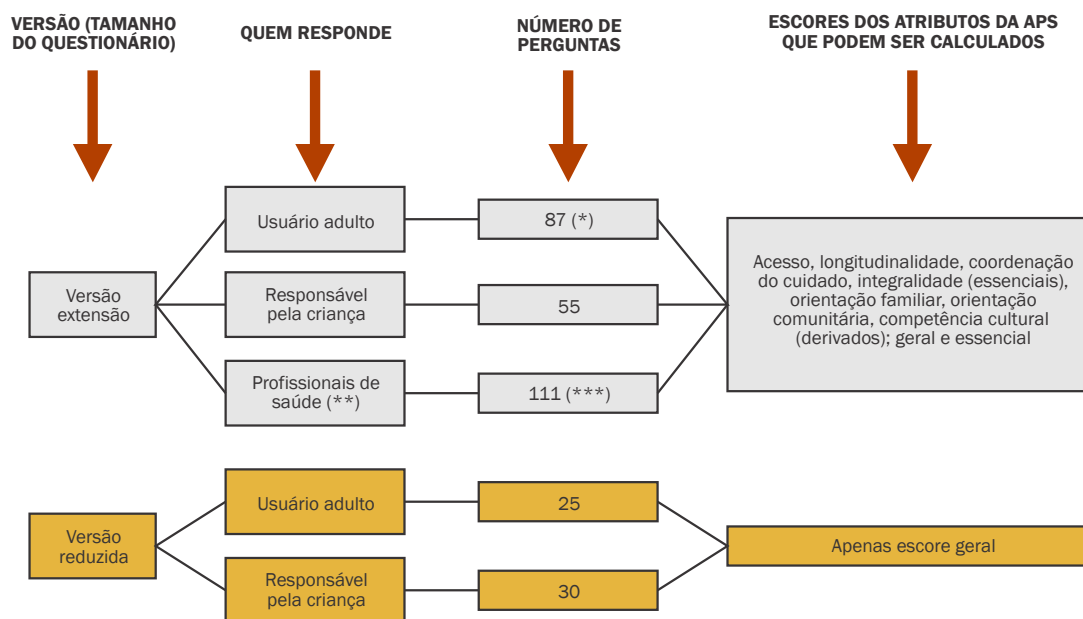 VERSÃO (TAMANHO
DO QUESTIONÁRIO)
QUEM RESPONDE
NÚMERO DE
PERGUNTAS
ESCORES DOS ATRIBUTOS DA APS
QUE PODEM SER CALCULADOS
Versão
extensão
Usuário adulto
87 (*)
Responsável
pela criança
55
Profissionais de
saúde (**)
111 (***)
Acesso, longitudinalidade, coordenação
do cuidado, integralidade (essenciais),
orientação familiar, orientação
comunitária, competência cultural
(derivados); geral e essencial
Versão
reduzida
Usuário adulto
25
Responsável
pela criança
30
Apenas escore geral